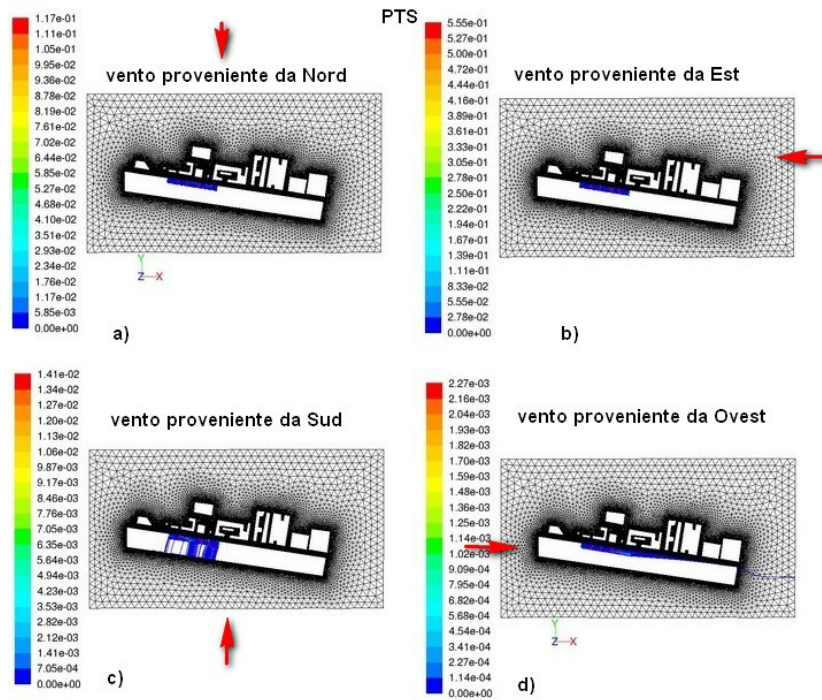 PTS
vento proveniente da Nord
1.17e-01
1.11e-01
1.05e-01
9.95e-02
9.36e-02
8.78e-02
8.19e-02
7.61e-02
7.02e-02
6.44e-02
5.85e-02
5.27e-02
4.68e-02
4.10e-02
3.51e-02
2.93e-02
2.34e-02
1.76e-02
1.17e-02
5.85e-03
0.00e+00
Y
Z X
a)
vento proveniente da Est
5.55e-01
5.27e-01
5.00e-01
4.72e-01
4.44e-01
4.16e-01
3.89e-01
3.61e-01
3.33e-01
3.05e-01
2.78e-01
2.50e-01
2.22e-01
1.94e-01
1.67e-01
1.39e-01
1.11e-01
8.33e-02
5.55e-02
2.78e-02
0.00e+00
b)
vento proveniente da Sud
1.41e-02
1.34e-02
1.27e-02
1.20e-02
1.13e-02
1.06e-02
9.87e-03
9.17e-03
8.46e-03
7.76e-03
7.05e-03
6.35e-03
5.64e-03
4.94e-03
4.23e-03
3.53e-03
2.82e-03
2.12e-03
1.41e-03
7.05e-04
0.00e+00
c)
vento proveniente da Ovest
2.27e-03
2.16e-03
2.04e-03
1.93e-03
1.82e-03
1.70e-03
1.59e-03
1.48e-03
1.36e-03
1.25e-03
1.14e-03
1.02e-03
9.09e-04
7.95e-04
6.82e-04
5.68e-04
4.54e-04
3.41e-04
2.27e-04
1.14e-04
0.00e+00
Y
Z X
d)